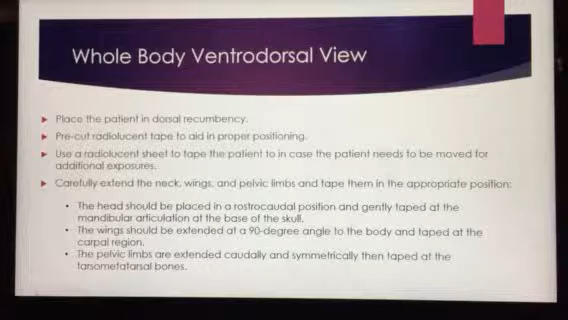 Whole Body Ventrodorsal View
Place the patient in dorsal recumbency.
Pre-cut radiolucent tape to aid in proper positioning.
Use a radiolucent sheet to tape the patient to in case the patient needs to be moved for
additional exposures.
Carefully extend the neck, wings, and pelvic limbs and tape them in the appropriate position:
The head should be placed in a rostrocaudal position and gently taped at the
mandibular articulation at the base of the skull.
The wings should be extended at a 90-degree angle to the body and taped at the
carpal region.
The pelvic limbs are extended caudally and symmetrically then taped at the
tarsometatarsal bones.